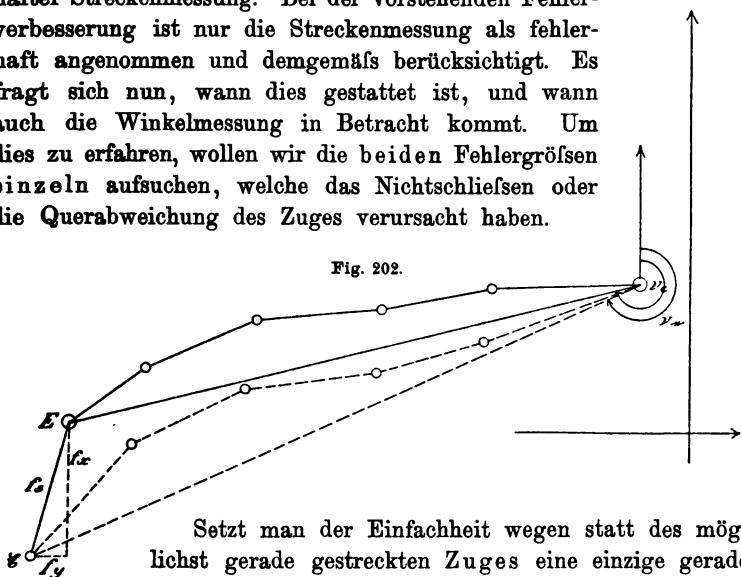 hafter Streckenmessung. Bei der vorstehenden Fehler-
verbesserung ist nur die Streckenmessung als fehler-
haft angenommen und demgemäſs berücksichtigt. Es
fragt sich nun, wann dies gestattet ist, und wann
auch die Winkelmessung in Betracht kommt. Um
dies zu erfahren, wollen wir die beiden Fehlergröſsen
einzeln aufsuchen, welche das Nichtschlieſsen oder
die Querabweichung des Zuges verursacht haben.
Fig. 202.
E
fx
fs
fy
Setzt man der Einfachheit wegen statt des mög-
lichst gerade gestreckten Zuges eine einzige gerade